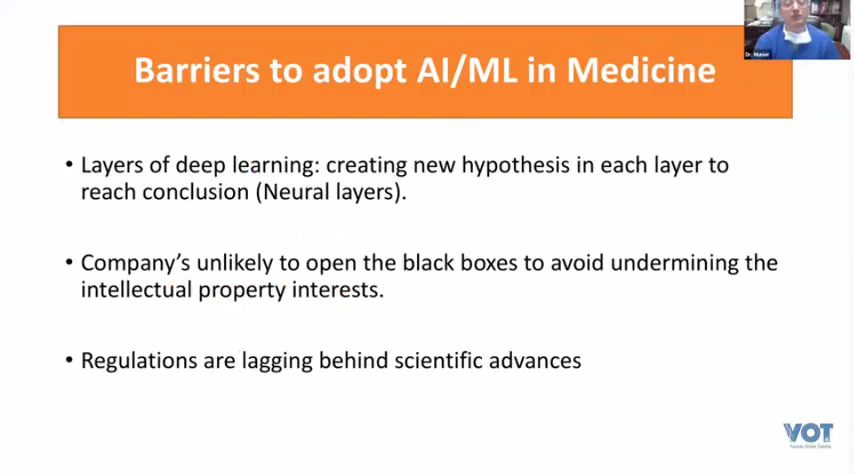 Barriers to adopt AI/ML in Medicine
• Layers of deep learning: creating new hypothesis in each layer to
reach conclusion (Neural layers).
• Company's unlikely to open the black boxes to avoid undermining the
intellectual property interests.
• Regulations are lagging behind scientific advances
VOT